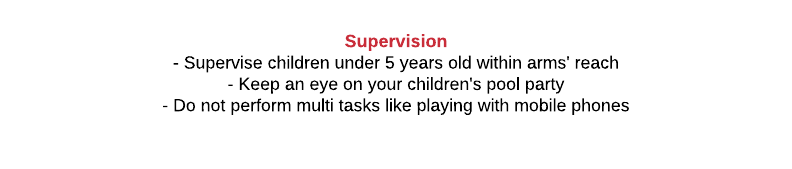 Supervision
- Supervise children under 5 years old within arms' reach
- Keep an eye on your children's pool party
- Do not perform multi tasks like playing with mobile phones